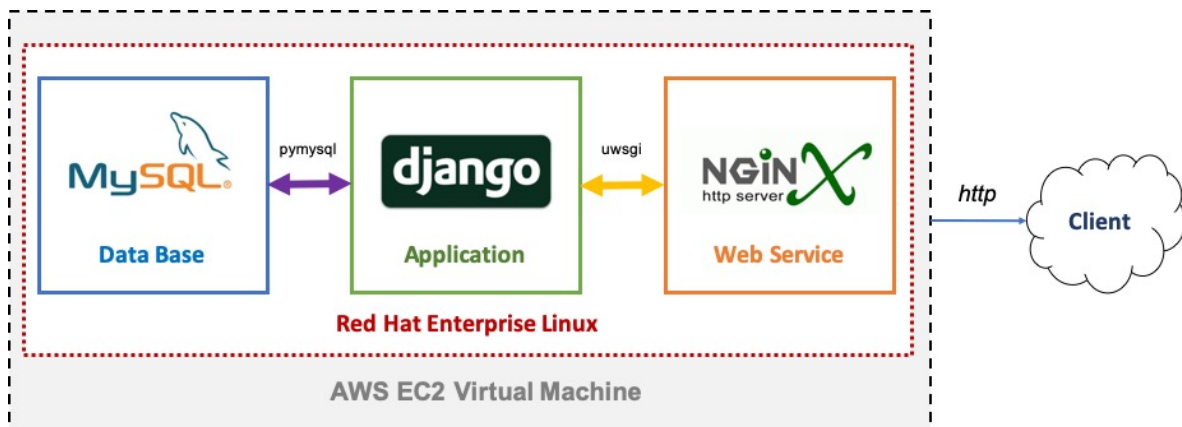 MySQL®
Data Base
pymysql
django
Application
uwsgi
NGiNX
http server
Web Service
Red Hat Enterprise Linux
AWS EC2 Virtual Machine
http
Client